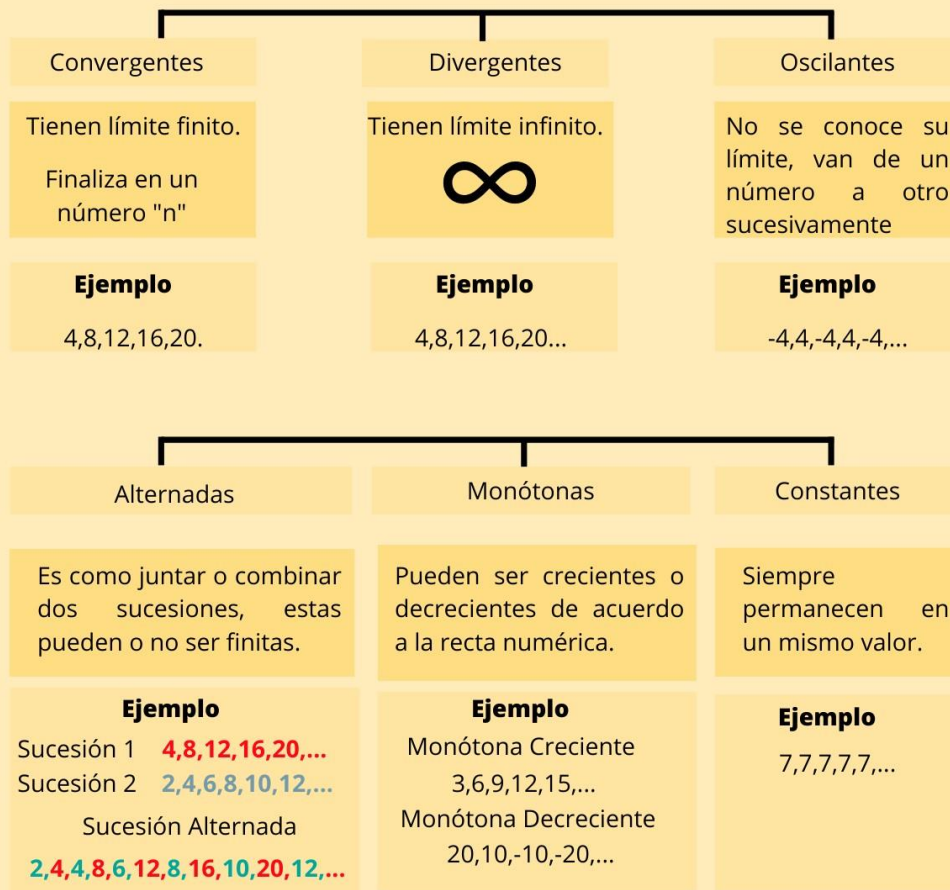 Convergentes
Tienen límite finito.
Finaliza en un
número "n"
Ejemplo
4,8,12,16,20.
Divergentes
Tienen límite infinito.
∞
Ejemplo
4,8,12,16,20...
Oscilantes
No se conoce su
límite, van de un
número a otro
sucesivamente
Ejemplo
-4,4,-4,4,-4,...
Alternadas
Es como juntar o combinar
dos sucesiones, estas
pueden o no ser finitas.
Ejemplo
Sucesión 1 4,8,12,16,20,...
Sucesión 2 2,4,6,8,10,12,...
Sucesión Alternada
2,4,4,8,6,12,8,16,10,20,12,...
Monótonas
Pueden ser crecientes o
decrecientes de acuerdo
a la recta numérica.
Ejemplo
Monótona Creciente
3,6,9,12,15,...
Monótona Decreciente
20,10,-10,-20,...
Constantes
Siempre
permanecen en
un mismo valor.
Ejemplo
7,7,7,7,7,...